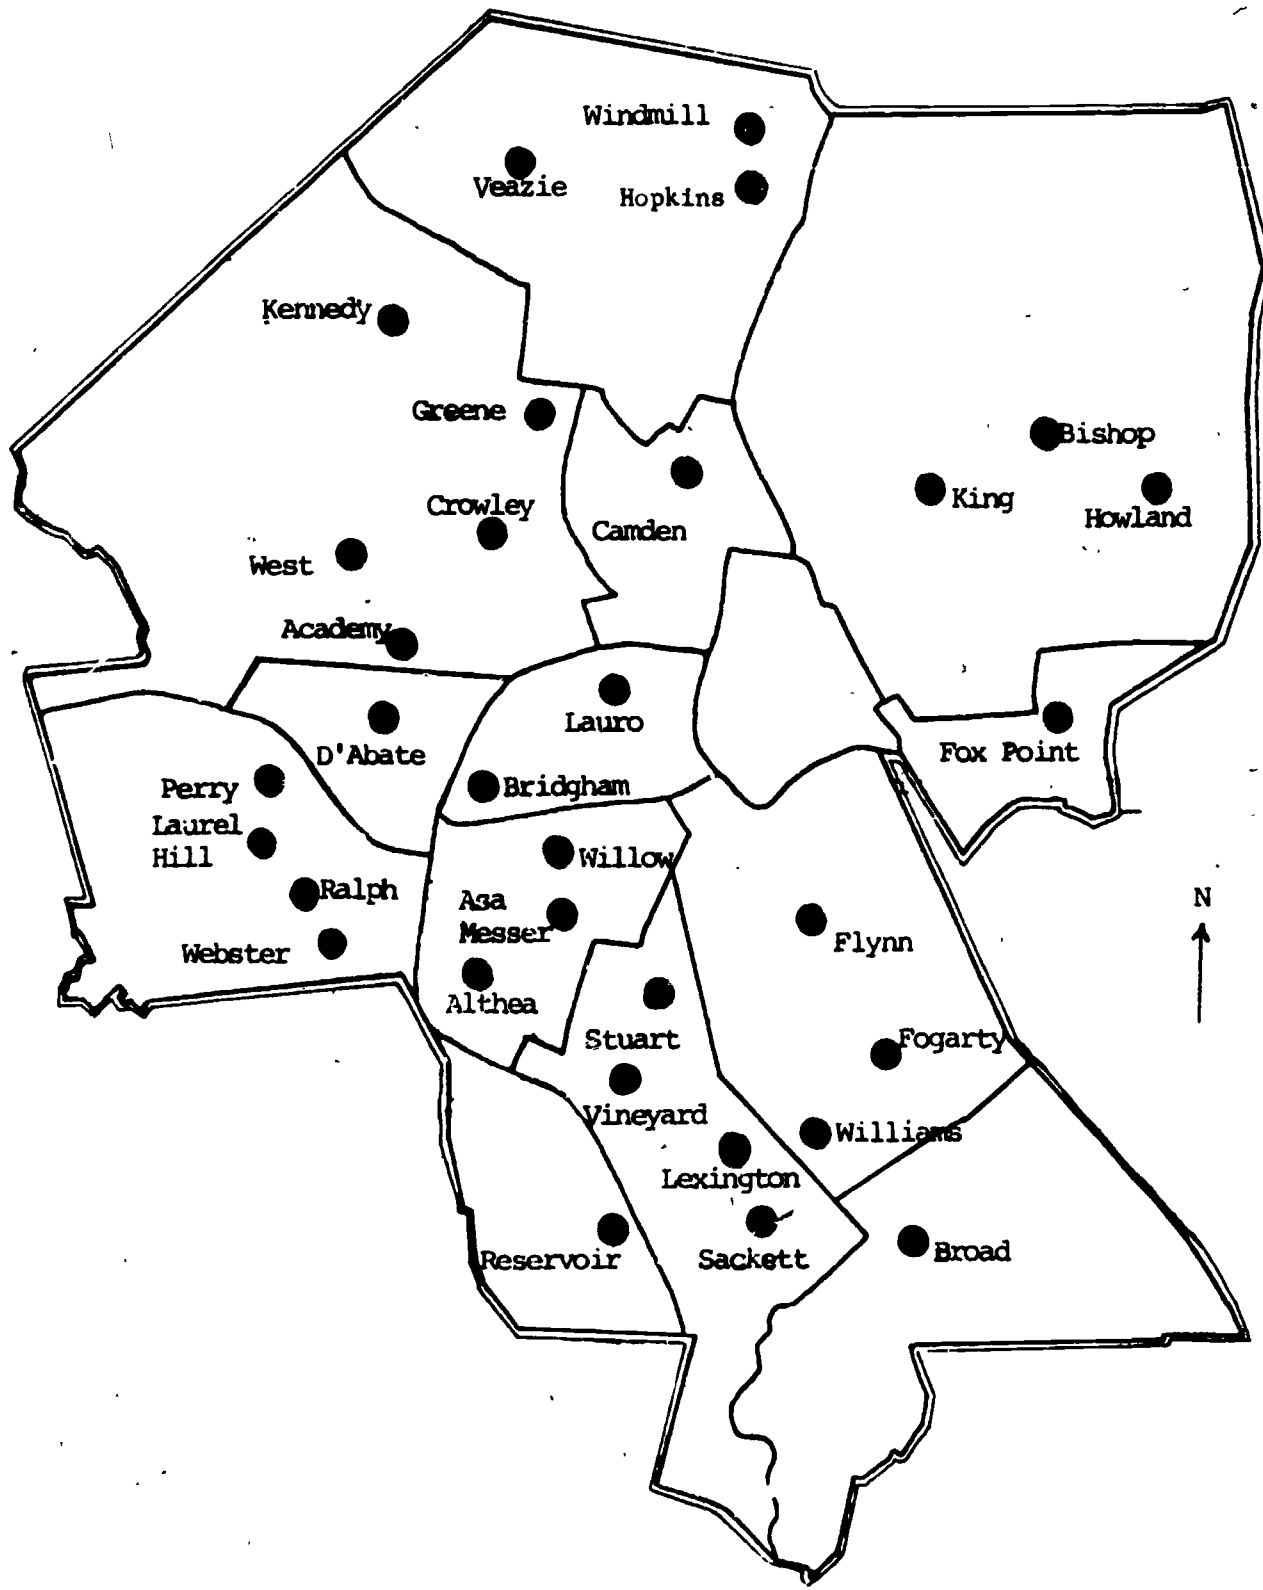 Windmill
Veazie
Hopkins
Kennedy
Greene
Bishop
King
Howland
Crowley
Camden
West
Academy
Lauro
D'Abate
Fox Point
Perry
Bridgham
Laurel
Hill
Willow
Ralph
Asa
Messer
N
Flynn
Webster
Althea
Stuart
Fogarty
Vineyard
Williams
Lexington
Reservoir
Sackett
Broad